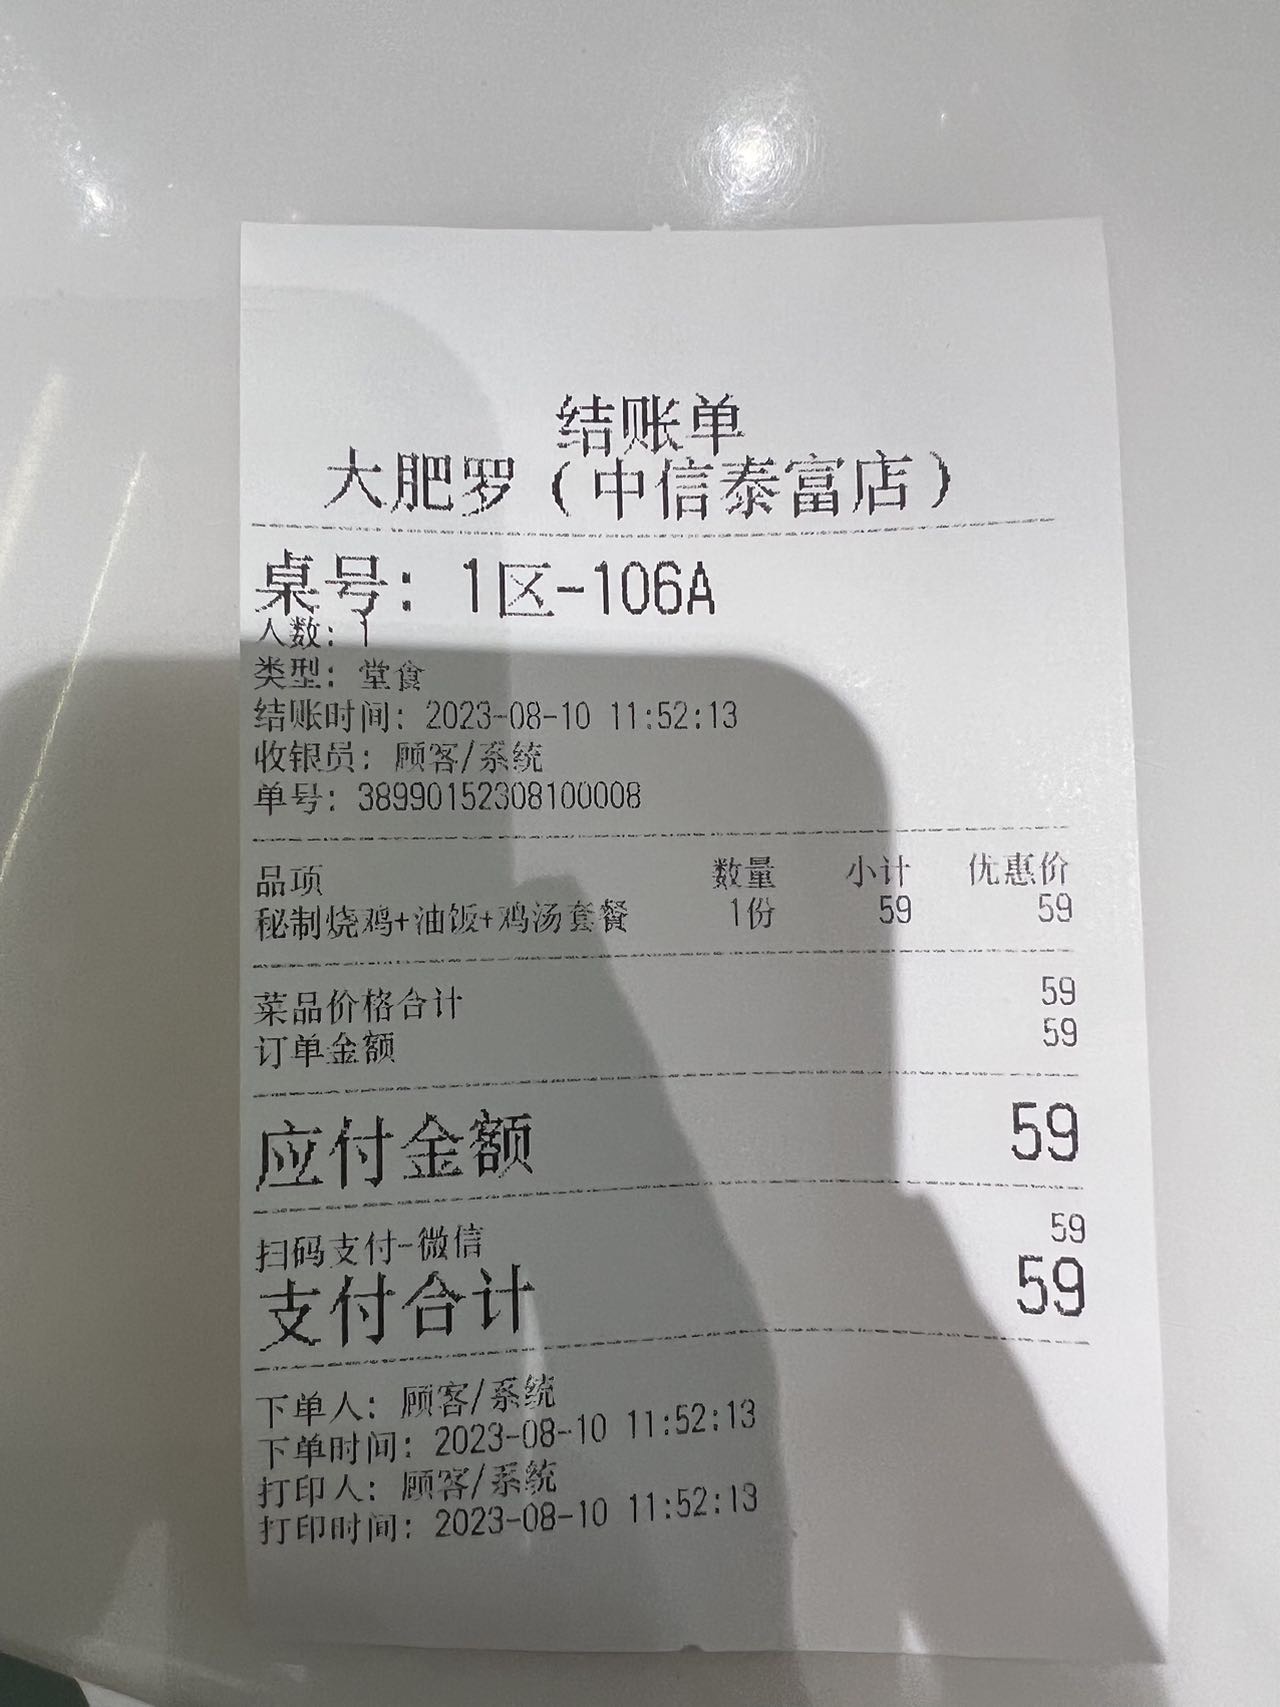 结账单
大肥罗（中信泰富店）
桌号：1区-106A
人数：1
类型：堂食
结账时间：2023-08-10 11:52:13
收银员：顾客/系统
单号：38990152308100008
品项 数量 小计 优惠价
秘制烧鸡+油饭+鸡汤套餐 1份 59 59
菜品价格合计 59
订单金额 59
应付金额 59
扫码支付-微信 59
支付合计 59
下单人：顾客/系统
下单时间：2023-08-10 11:52:13
打印人：顾客/系统
打印时间：2023-08-10 11:52:13